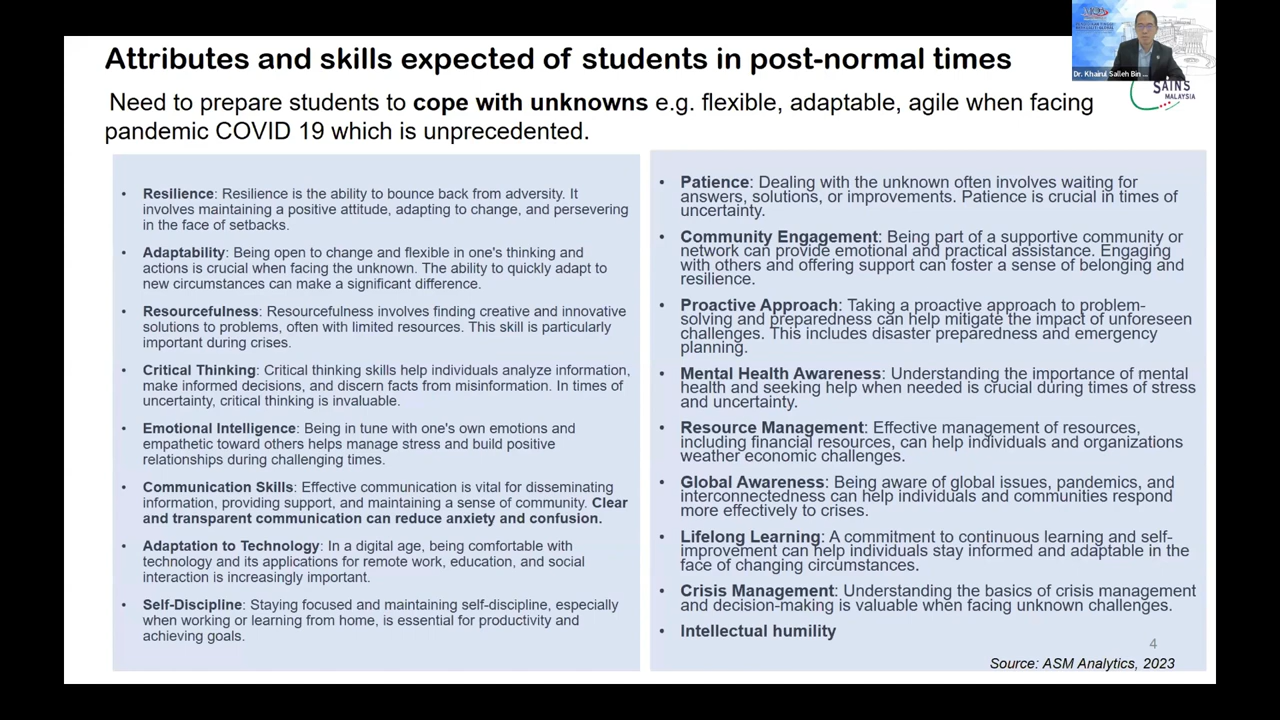 Attributes and skills expected of students in post-normal times
Need to prepare students to cope with unknowns e.g. flexible, adaptable, agile when facing
pandemic COVID 19 which is unprecedented.
Dr. Khairul Salleh Bin ...
SAINS
MALAYSIA
• Resilience: Resilience is the ability to bounce back from adversity. It
involves maintaining a positive attitude, adapting to change, and persevering
in the face of setbacks.
• Adaptability: Being open to change and flexible in one's thinking and
actions is crucial when facing the unknown. The ability to quickly adapt to
new circumstances can make a significant difference.
• Resourcefulness: Resourcefulness involves finding creative and innovative
solutions to problems, often with limited resources. This skill is particularly
important during crises.
• Critical Thinking: Critical thinking skills help individuals analyze information,
make informed decisions, and discern facts from misinformation. In times of
uncertainty, critical thinking is invaluable.
• Emotional Intelligence: Being in tune with one's own emotions and
empathetic toward others helps manage stress and build positive
relationships during challenging times.
• Communication Skills: Effective communication is vital for disseminating
information, providing support, and maintaining a sense of community. Clear
and transparent communication can reduce anxiety and confusion.
• Adaptation to Technology: In a digital age, being comfortable with
technology and its applications for remote work, education, and social
interaction is increasingly important.
• Self-Discipline: Staying focused and maintaining self-discipline, especially
when working or learning from home, is essential for productivity and
achieving goals.
• Patience: Dealing with the unknown often involves waiting for
answers, solutions, or improvements. Patience is crucial in times of
uncertainty.
• Community Engagement: Being part of a supportive community or
network can provide emotional and practical assistance. Engaging
with others and offering support can foster a sense of belonging and
resilience.
• Proactive Approach: Taking a proactive approach to problem-
solving and preparedness can help mitigate the impact of unforeseen
challenges. This includes disaster preparedness and emergency
planning.
• Mental Health Awareness: Understanding the importance of mental
health and seeking help when needed is crucial during times of stress
and uncertainty.
• Resource Management: Effective management of resources,
including financial resources, can help individuals and organizations
weather economic challenges.
• Global Awareness: Being aware of global issues, pandemics, and
interconnectedness can help individuals and communities respond
more effectively to crises.
• Lifelong Learning: A commitment to continuous learning and self-
improvement can help individuals stay informed and adaptable in the
face of changing circumstances.
• Crisis Management: Understanding the basics of crisis management
and decision-making is valuable when facing unknown challenges.
• Intellectual humility
4
Source: ASM Analytics, 2023